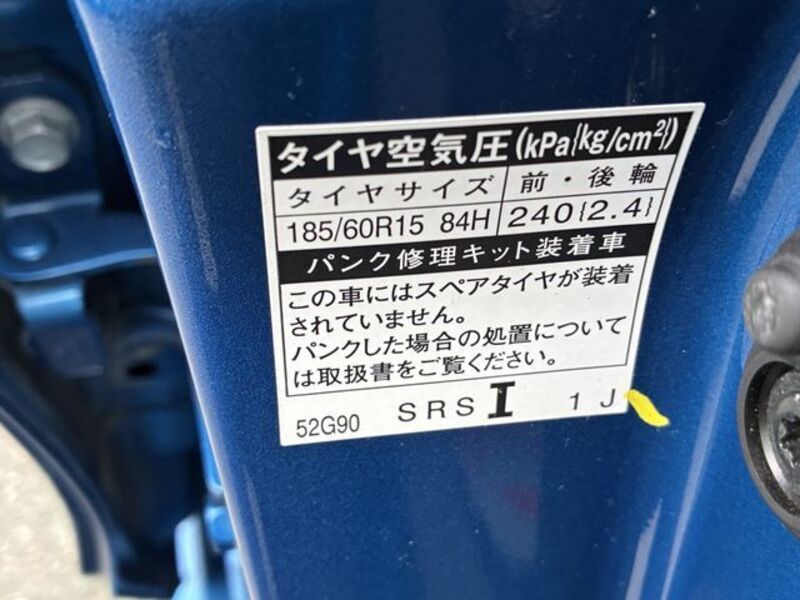 タイヤ空気圧(kPa{kg/cm²})
タイヤサイズ 前・後輪
185/60R15 84H 240{2.4}
パンク修理キット装着車
この車にはスペアタイヤが装着
されていません。
パンクした場合の処置について
は取扱書をご覧ください。
52G90 SRS I 1 J